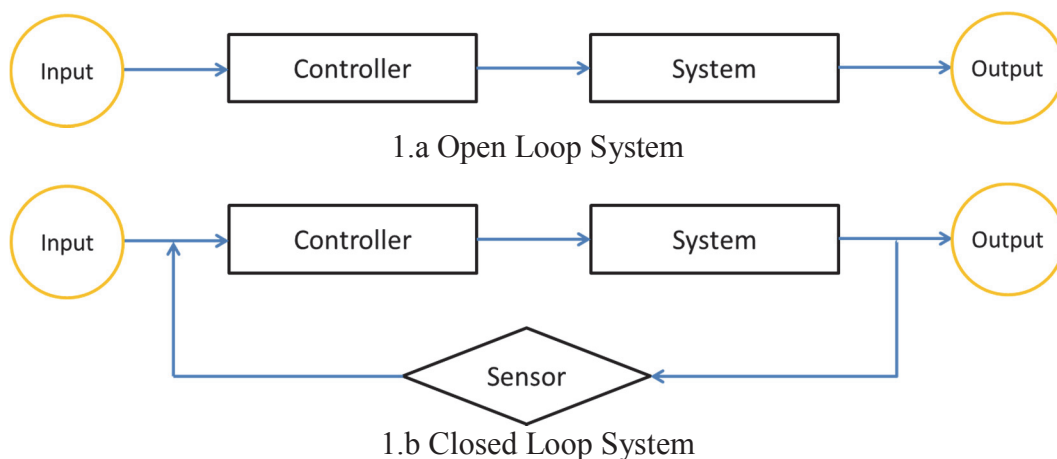 Input Controller System Output
1.a Open Loop System
Input Controller System Output
Sensor
1.b Closed Loop System